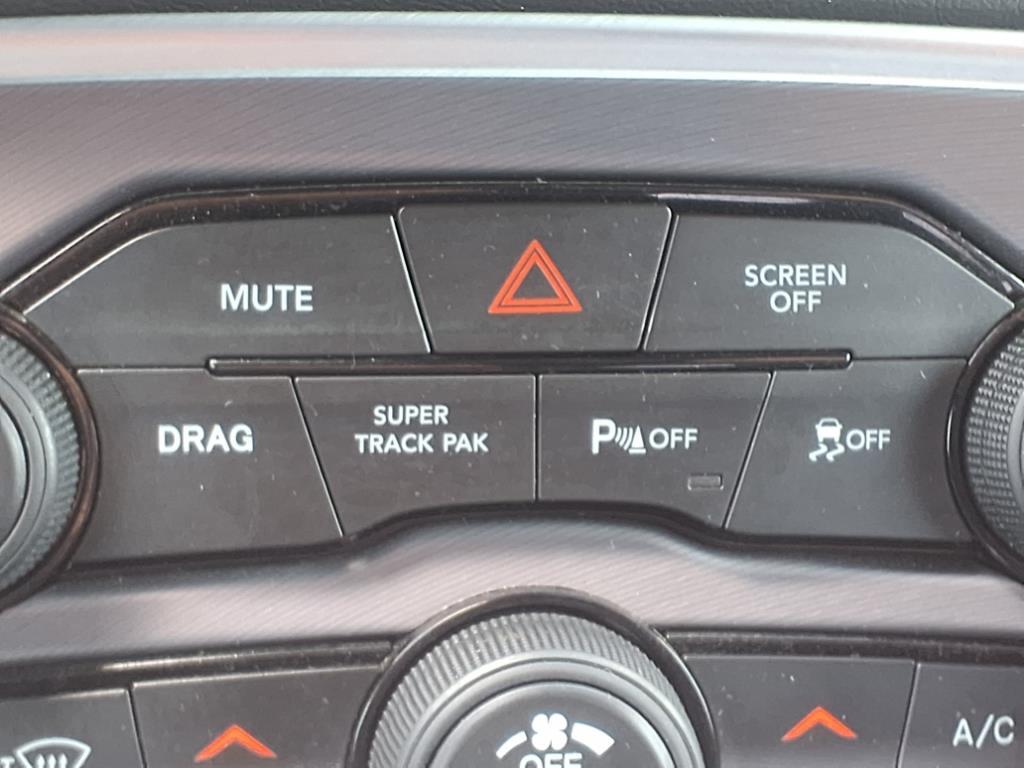 MUTE
SCREEN
OFF
DRAG
SUPER
TRACK PAK
P OFF
OFF
OFF
A/C